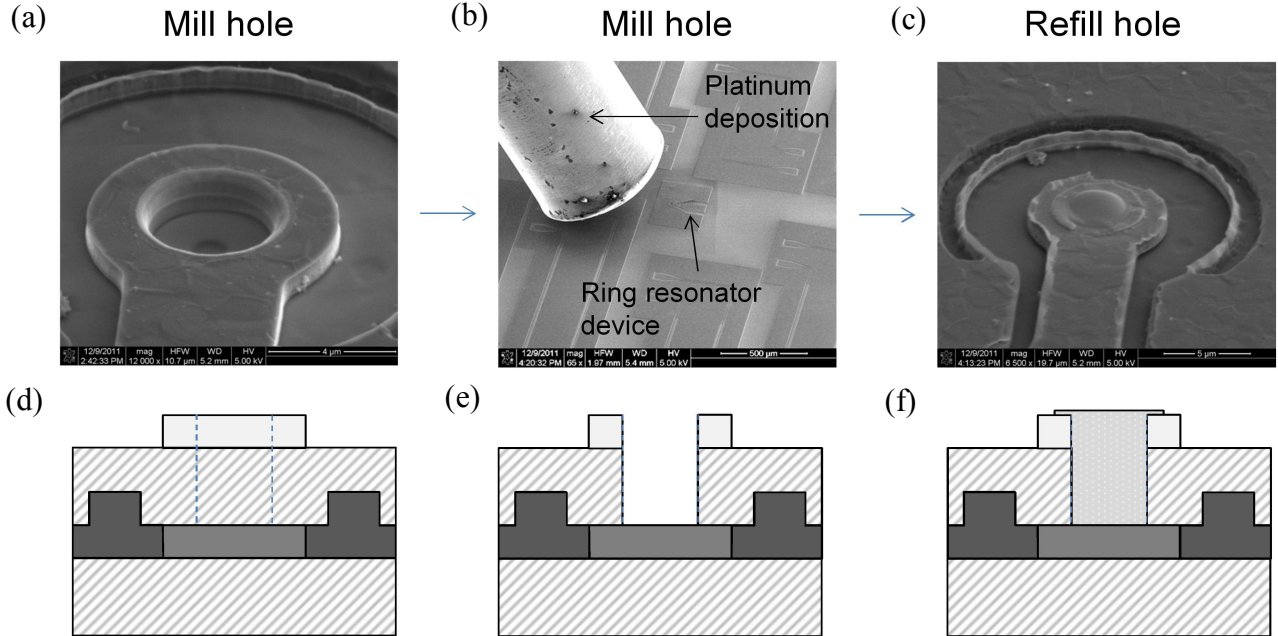 (a)
Mill hole
(b)
Mill hole
(c)
Refill hole
Platinum
deposition
Ring resonator
device
12/9/2011 mag HFW WD HV
2:42:33 PM 12 000 x 10.7 µm 5.2 mm 5.00 kV
4 µm
12/9/2011 mag HFW WD HV
4:20:32 PM 65 x 1.97 mm 5.4 mm 5.00 kV
500 µm
12/9/2011 mag HFW WD HV
4:13:23 PM 6 500 x 19.7 µm 5.2 mm 5.00 kV
5 µm
(d)
(e)
(f)